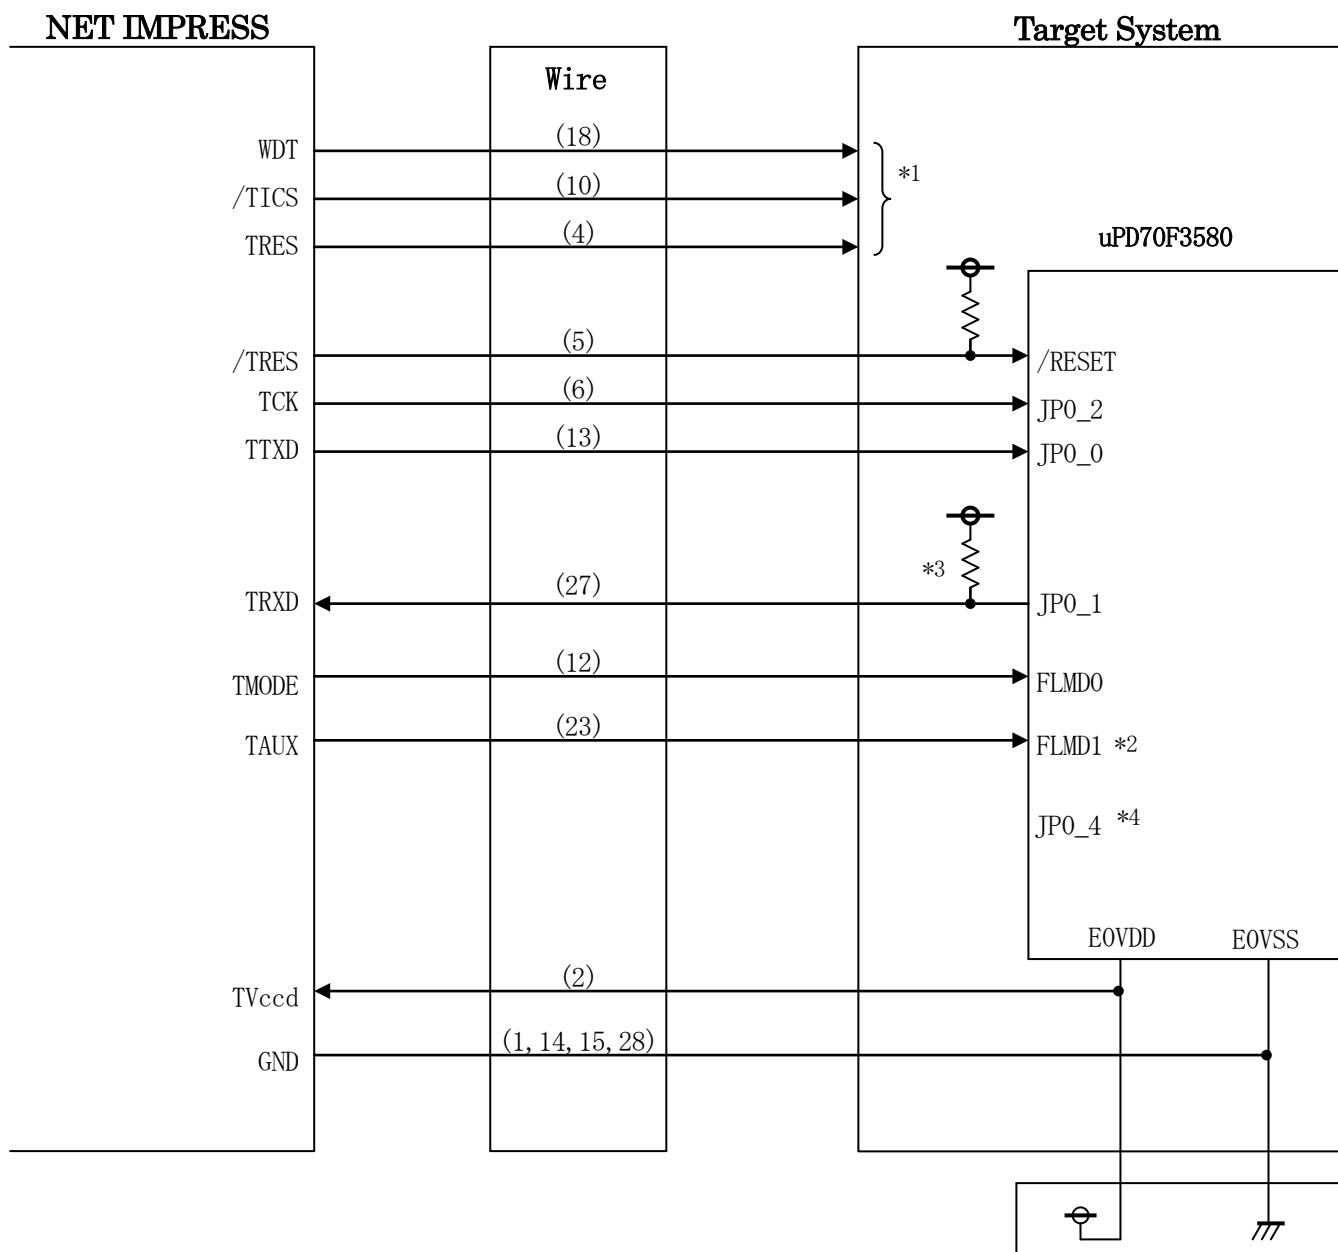 NET IMPRESS
Target System
Wire
WDT (18)
/TICS (10) *1
TRES (4)
uPD70F3580
/TRES (5) /RESET
TCK (6) JP0_2
TTXD (13) JP0_0
*3
TRXD (27) JP0_1
TMODE (12) FLMD0
TAUX (23) FLMD1 *2
JP0_4 *4
E0VDD E0VSS
TVccd (2)
GND (1,14,15,28)